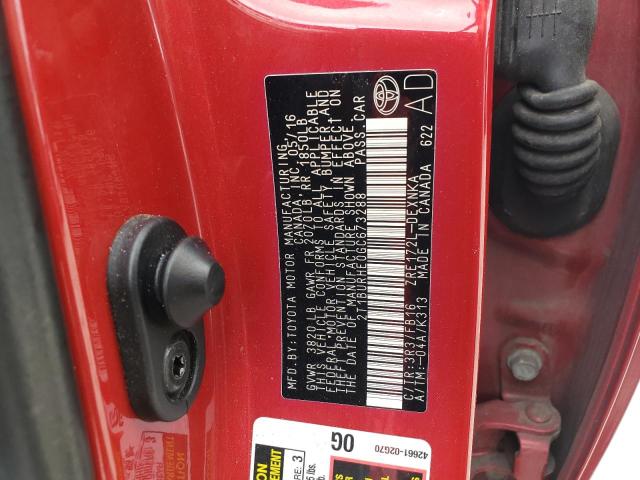 MFD.BY:TOYOTA MOTOR MANUFACTURING
CANADA, INC. 05/16
GVWR 3820LB GAWR FR 2070LB RR 1850LB
THIS VEHICLE CONFORMS TO ALL APPLICABLE
FEDERAL MOTOR VEHICLE SAFETY, BUMPER, AND
THEFT PREVENTION STANDARDS IN EFFECT ON
THE DATE OF MANUFACTURE SHOWN ABOVE.
2T1BURHE0GC673288 PASS.CAR
C/TR:3R3/FB16 ZRE172L-DEXNKA
A/TM:-04A/K313 MADE IN CANADA 622
AD
42661-02G70
0G